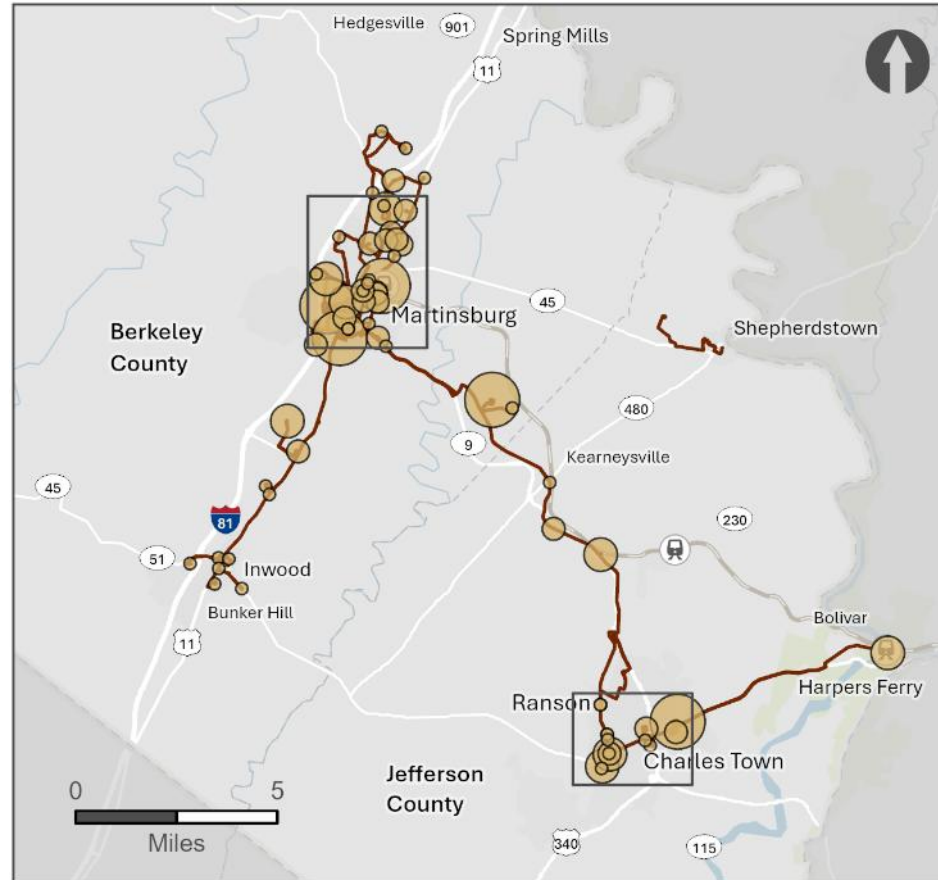 Hedgesville
901
Spring Mills
11
Berkeley
County
Martinsburg
45
Shepherdstown
480
9
Kearneysville
45
81
230
51
Inwood
Bunker Hill
11
Bolivar
Harpers Ferry
Ranson
Charles Town
Jefferson
County
0
5
Miles
340
115